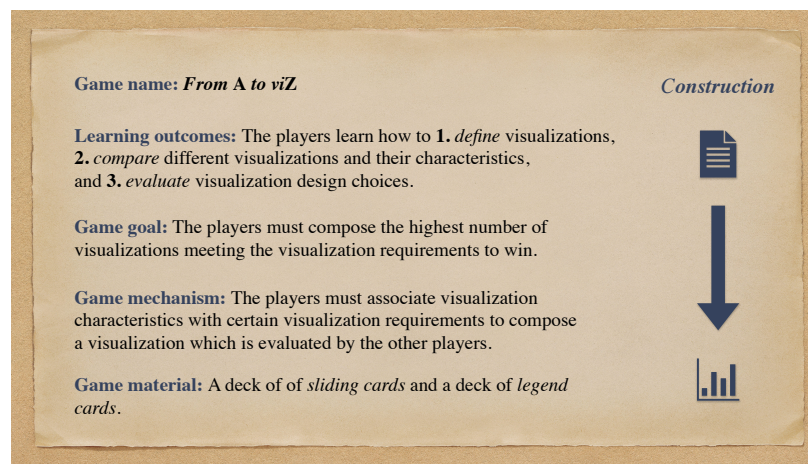 Game name: From A to viZ
Construction
Learning outcomes: The players learn how to 1. define visualizations,
2. compare different visualizations and their characteristics,
and 3. evaluate visualization design choices.
Game goal: The players must compose the highest number of
visualizations meeting the visualization requirements to win.
Game mechanism: The players must associate visualization
characteristics with certain visualization requirements to compose
a visualization which is evaluated by the other players.
Game material: A deck of of sliding cards and a deck of legend
cards.